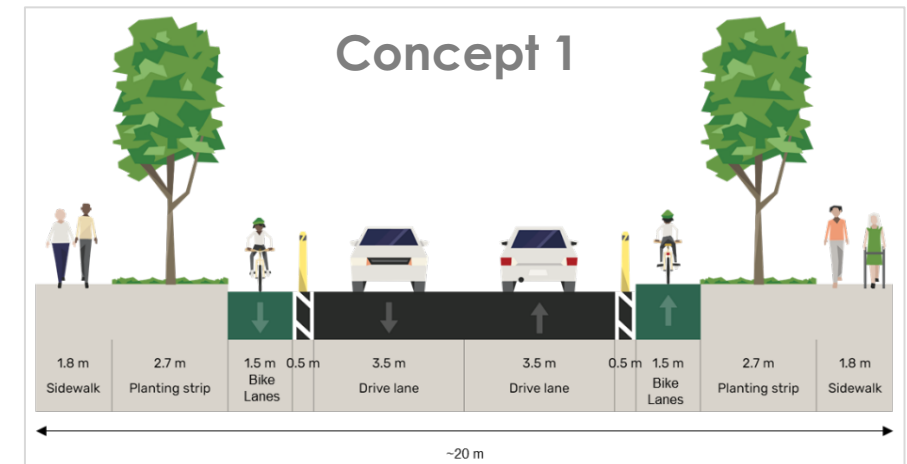 Concept 1
1.8 m
Sidewalk
2.7 m
Planting strip
1.5 m
Bike
Lanes
0.5 m
3.5 m
Drive lane
3.5 m
Drive lane
0.5 m
1.5 m
Bike
Lanes
2.7 m
Planting strip
1.8 m
Sidewalk
~20 m